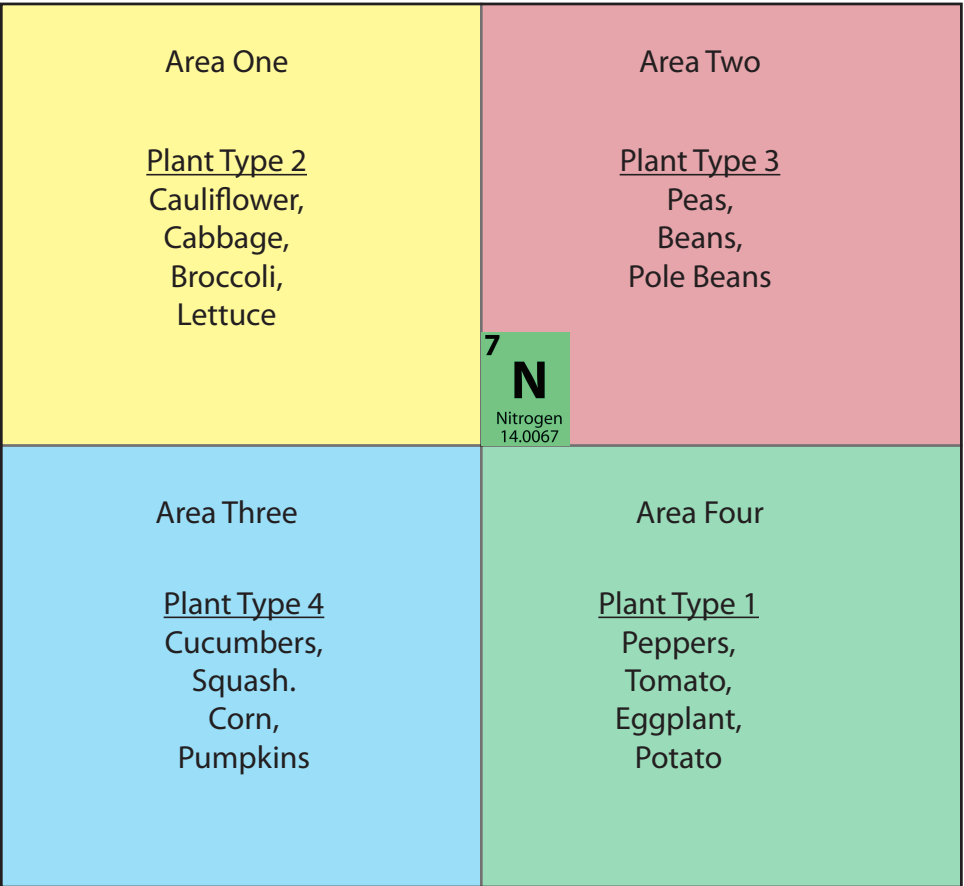 Area One
Plant Type 2
Cauliflower,
Cabbage,
Broccoli,
Lettuce
Area Two
Plant Type 3
Peas,
Beans,
Pole Beans
7
N
Nitrogen
14.0067
Area Three
Plant Type 4
Cucumbers,
Squash.
Corn,
Pumpkins
Area Four
Plant Type 1
Peppers,
Tomato,
Eggplant,
Potato